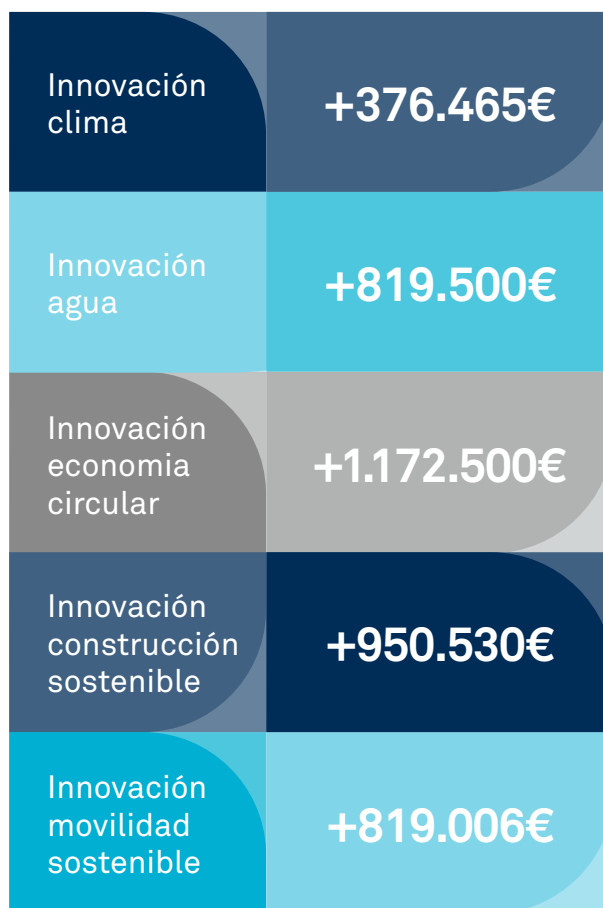 Innovación
clima
+376.465€
Innovación
agua
+819.500€
Innovación
economia
circular
+1.172.500€
Innovación
construcción
sostenible
+950.530€
Innovación
movilidad
sostenible
+819.006€